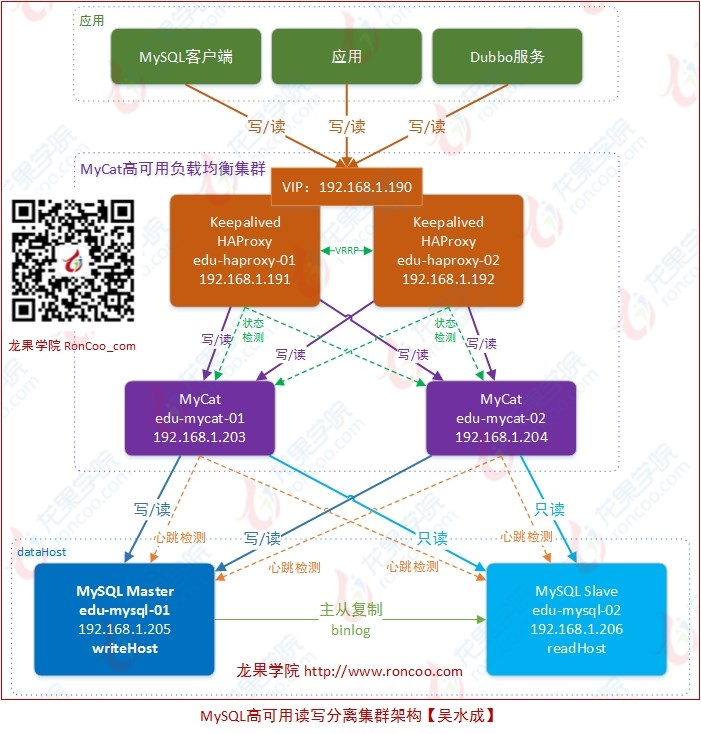 应用
MySQL客户端
应用
Dubbo服务
写/读
写/读
写/读
MyCat高可用负载均衡集群
VIP：192.168.1.190
Keepalived
HAProxy
edu-haproxy-01
192.168.1.191
VRRP
Keepalived
HAProxy
edu-haproxy-02
192.168.1.192
龙果学院 RonCoo_com
写/读
状态
检测
写/读
写/读
状态
检测
写/读
MyCat
edu-mycat-01
192.168.1.203
MyCat
edu-mycat-02
192.168.1.204
写/读
心跳检测
写/读
只读
心跳检测
只读
dataHost
心跳检测
心跳检测
MySQL Master
edu-mysql-01
192.168.1.205
writeHost
主从复制
binlog
MySQL Slave
edu-mysql-02
192.168.1.206
readHost
龙果学院 http://www.roncoo.com
MySQL高可用读写分离集群架构【吴水成】
龙果学院
roncoo.com